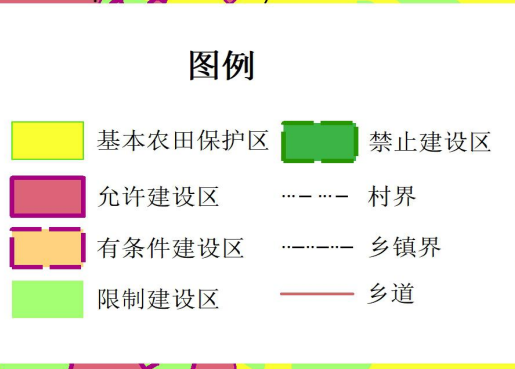 图例
基本农田保护区
禁止建设区
允许建设区
村界
有条件建设区
乡镇界
限制建设区
乡道